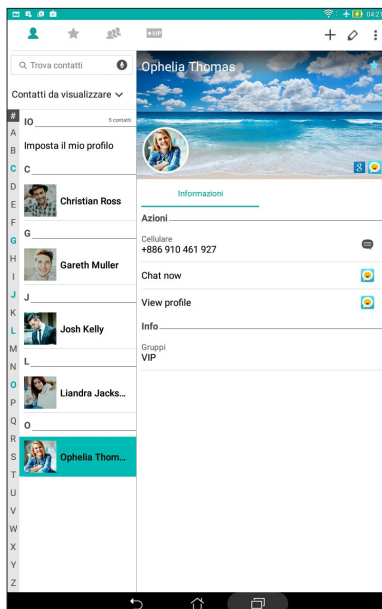 04:21
VIP
Trova contatti
Contatti da visualizzare
#
A
B
C
D
E
F
G
H
I
J
K
L
M
N
O
P
Q
R
S
T
U
V
W
X
Y
Z
IO
5 contatti
Imposta il mio profilo
C
Christian Ross
G
Gareth Muller
J
Josh Kelly
L
Liandra Jacks...
O
Ophelia Thom...
Ophelia Thomas
8
Informazioni
Azioni
Cellulare
+886 910 461 927
Chat now
View profile
Info
Gruppi
VIP